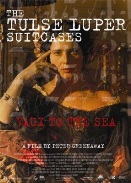 THE
TULSE LUPER
SUITCASES
VAUX TO THE SEA
A FILM BY PETER GREENAWAY